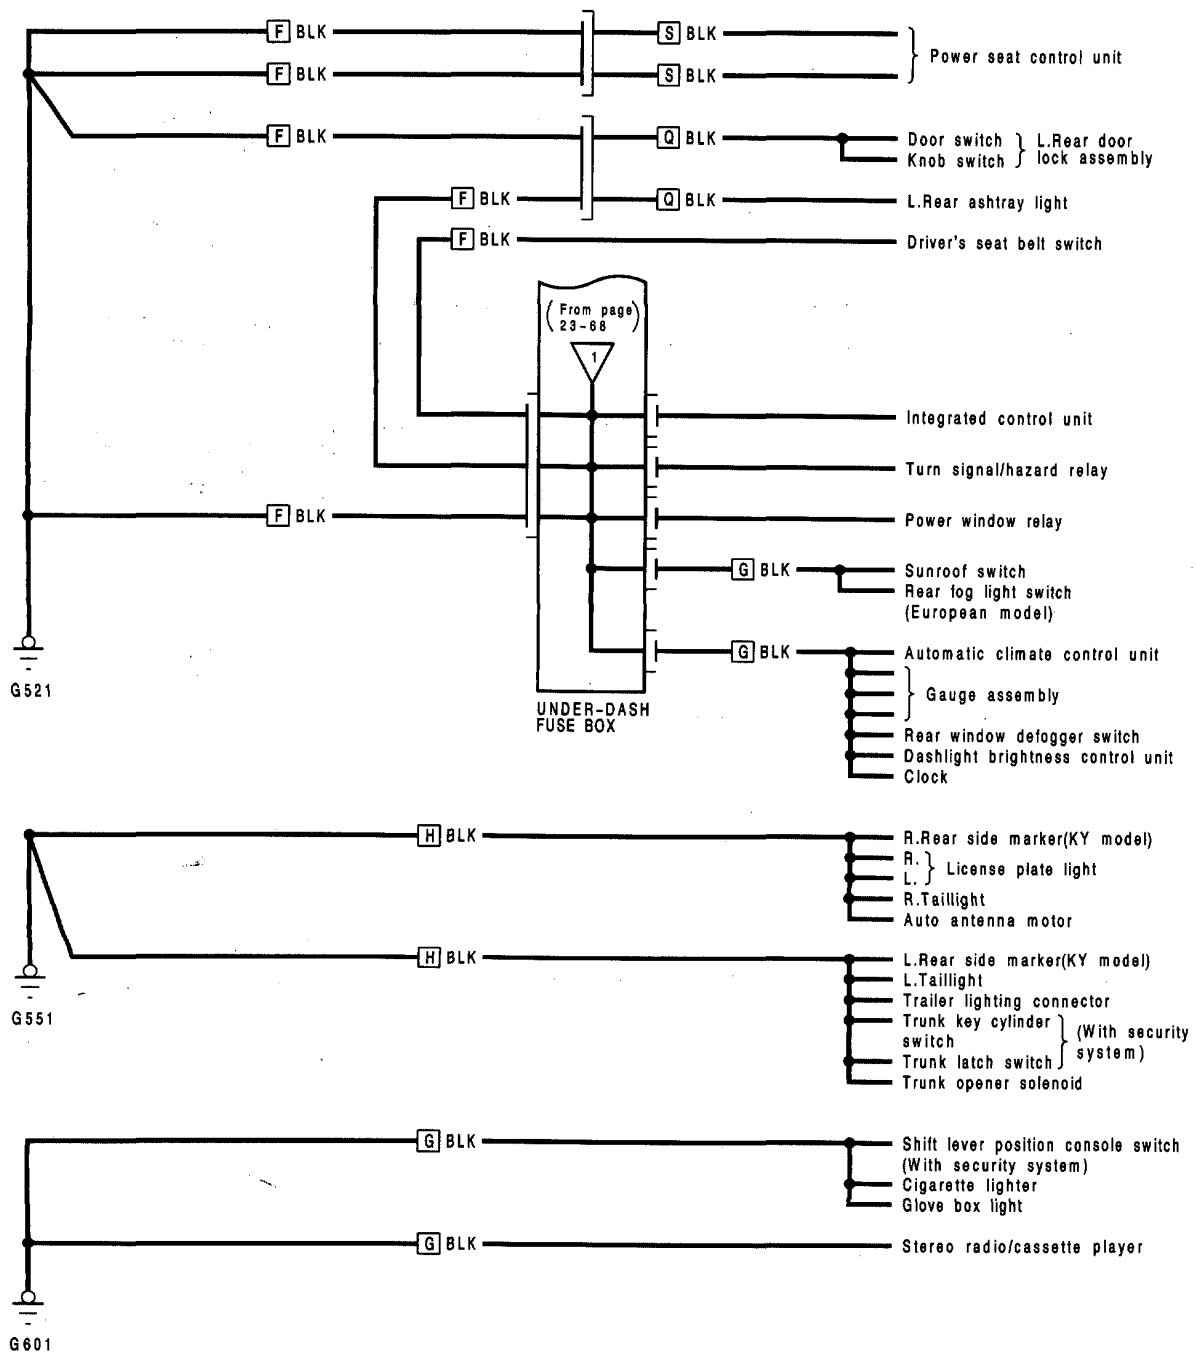 F BLK S BLK
Power seat control unit
F BLK S BLK
F BLK Q BLK Door switch L.Rear door
Knob switch lock assembly
F BLK Q BLK L.Rear ashtray light
F BLK Driver's seat belt switch
(From page
23-68)
1
Integrated control unit
Turn signal/hazard relay
F BLK Power window relay
G BLK Sunroof switch
Rear fog light switch
(European model)
G BLK Automatic climate control unit
G521
Gauge assembly
UNDER-DASH
FUSE BOX
Rear window defogger switch
Dashlight brightness control unit
Clock
H BLK R.Rear side marker(KY model)
R.
License plate light
L.
R.Taillight
Auto antenna motor
H BLK L.Rear side marker(KY model)
L.Taillight
Trailer lighting connector
G551
Trunk key cylinder
switch
(With security
system)
Trunk latch switch
Trunk opener solenoid
G BLK Shift lever position console switch
(With security system)
Cigarette lighter
Glove box light
G BLK Stereo radio/cassette player
G601